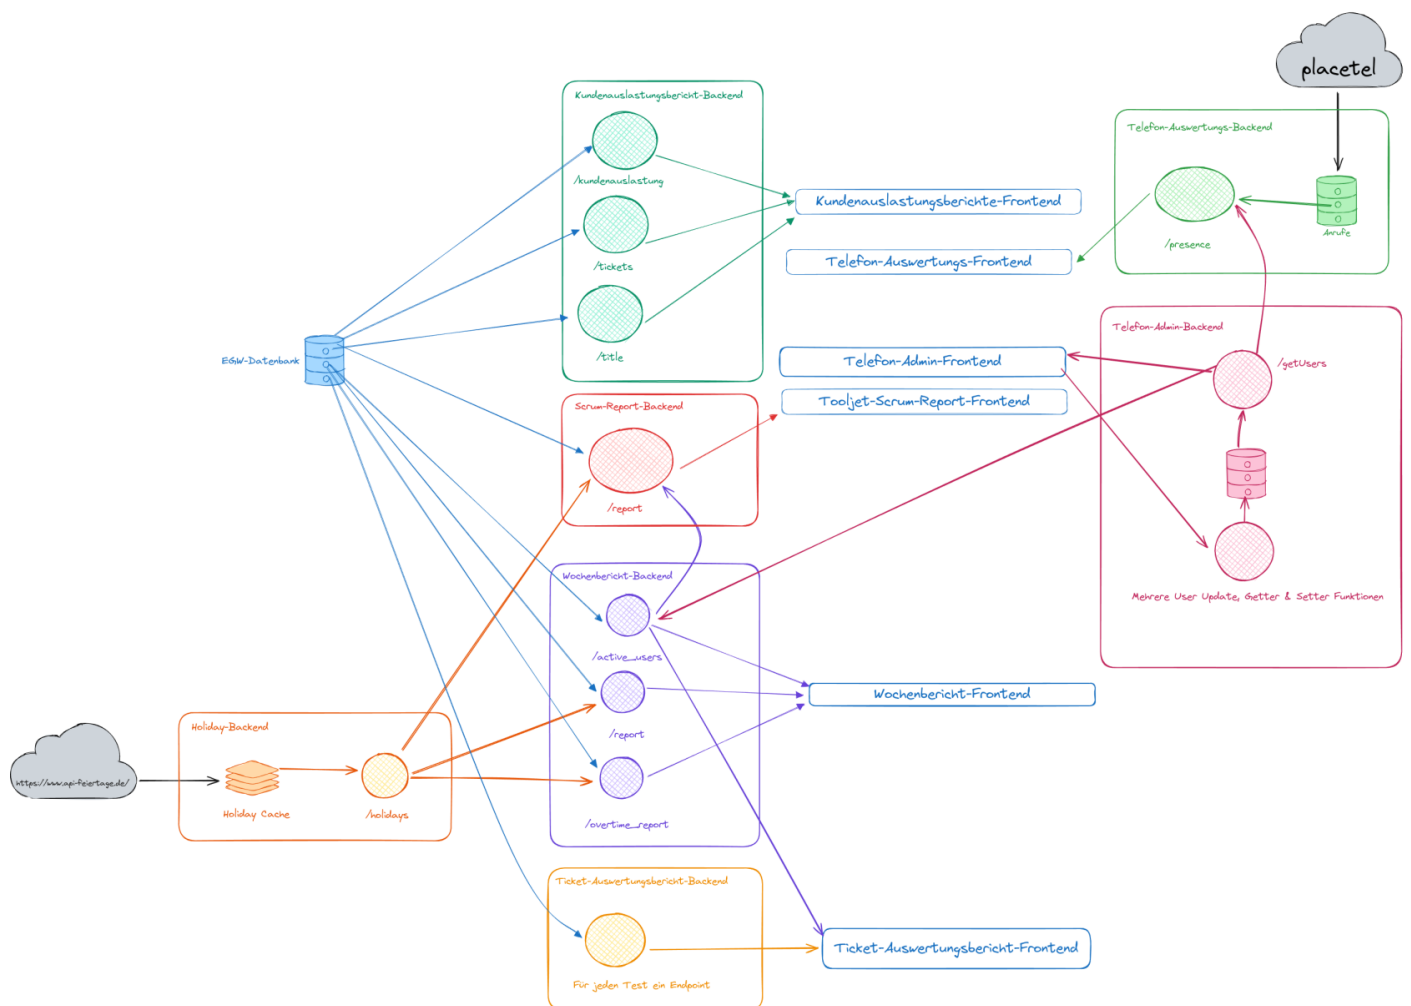 placetel
Kundenauslastungsbericht-Backend
/kundenauslastung
/tickets
/title
Kundenauslastungsberichte-Frontend
Telefon-Auswertungs-Frontend
Telefon-Auswertungs-Backend
/presence
Anrufe
EGW-Datenbank
Telefon-Admin-Frontend
Tooljet-Scrum-Report-Frontend
Telefon-Admin-Backend
/getUsers
Mehrere User Update, Getter & Setter Funktionen
Scrum-Report-Backend
/report
Wochenbericht-Backend
/active_users
/report
/overtime_report
Wochenbericht-Frontend
https://www.api-feiertage.de/
Holiday-Backend
Holiday Cache
/holidays
Ticket-Auswertungsbericht-Backend
Für jeden Test ein Endpoint
Ticket-Auswertungsbericht-Frontend